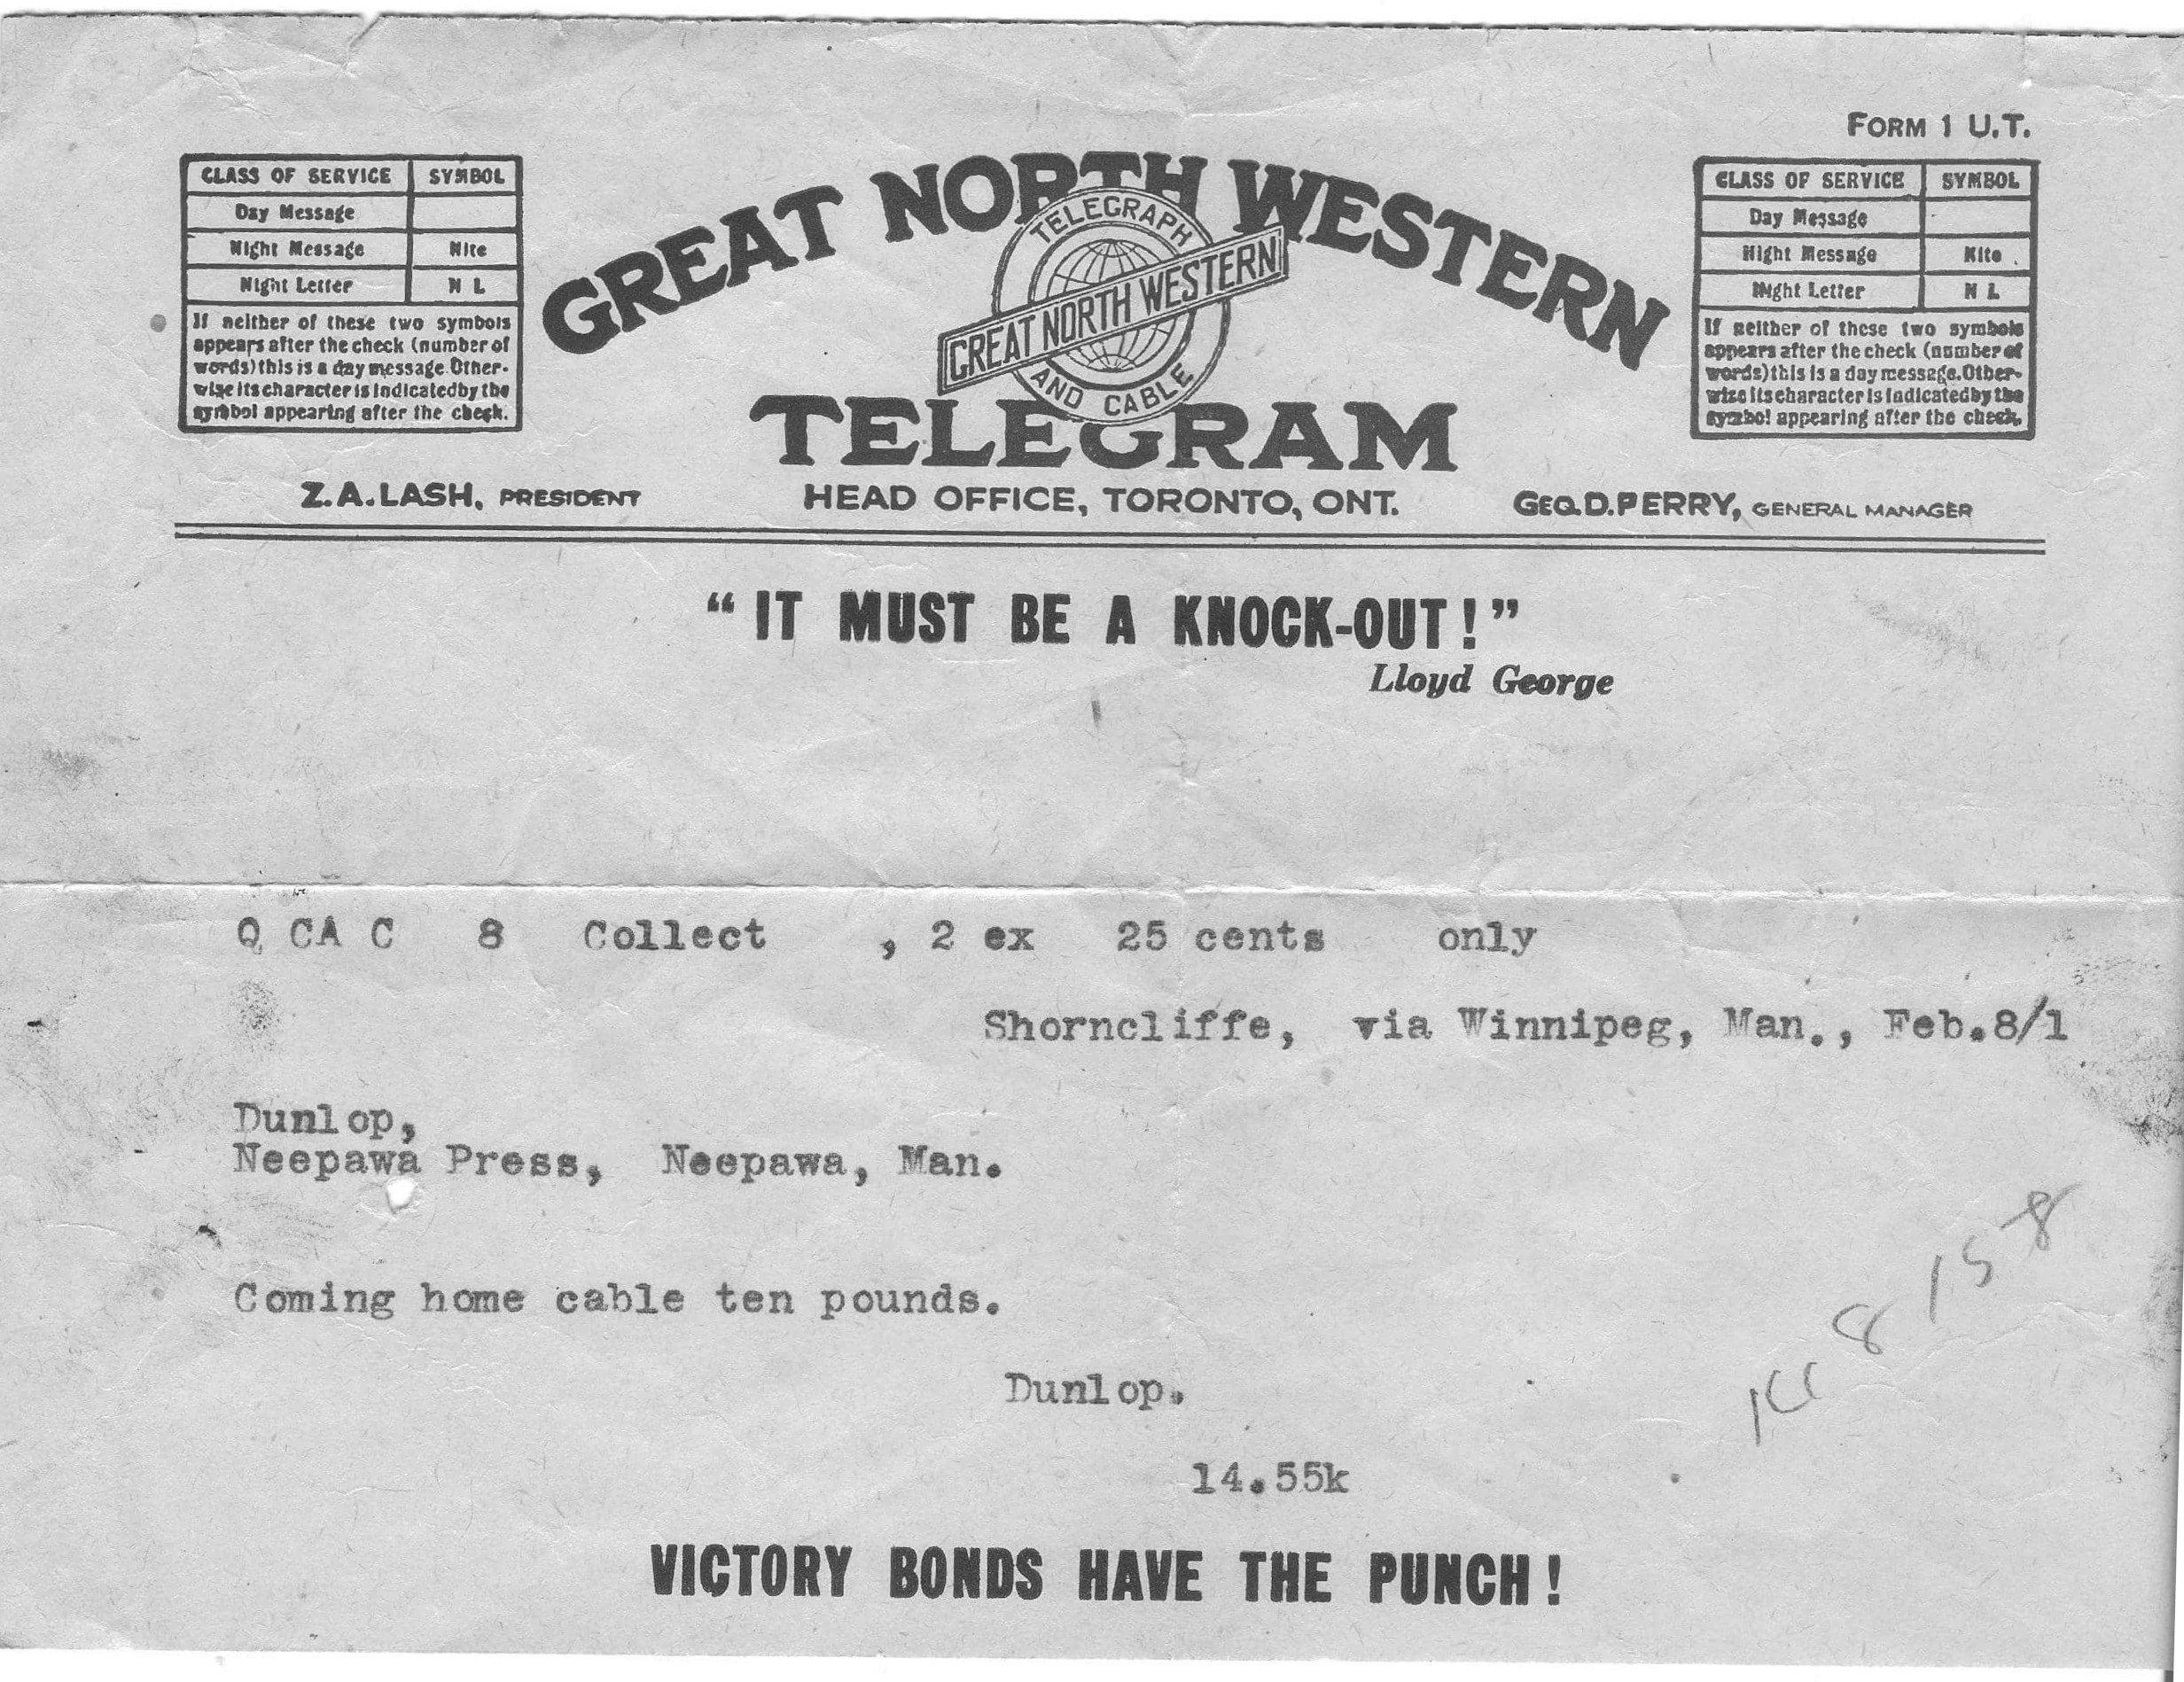 FORM 1 U.T.
CLASS OF SERVICE SYMBOL
Day Message
Night Message Nite
Night Letter N L
If neither of these two symbols
appears after the check (number of
words) this is a day message. Other-
wise its character is indicated by the
symbol appearing after the check.
GREAT NORTH WESTERN
TELEGRAPH
GREAT NORTH WESTERN
AND CABLE
TELEGRAM
CLASS OF SERVICE SYMBOL
Day Message
Night Message Nite
Night Letter N L
If neither of these two symbols
appears after the check (number of
words) this is a day message. Other-
wise its character is indicated by the
symbol appearing after the check.
Z.A. LASH, PRESIDENT HEAD OFFICE, TORONTO, ONT. GEO. D. PERRY, GENERAL MANAGER
"IT MUST BE A KNOCK-OUT!"
Lloyd George
Q CA C 8 Collect , 2 ex 25 cents only
Shorncliffe, via Winnipeg, Man., Feb.8/1
Dunlop,
Neepawa Press, Neepawa, Man.
Coming home cable ten pounds.
Dunlop.
14.55k
8 158
VICTORY BONDS HAVE THE PUNCH!